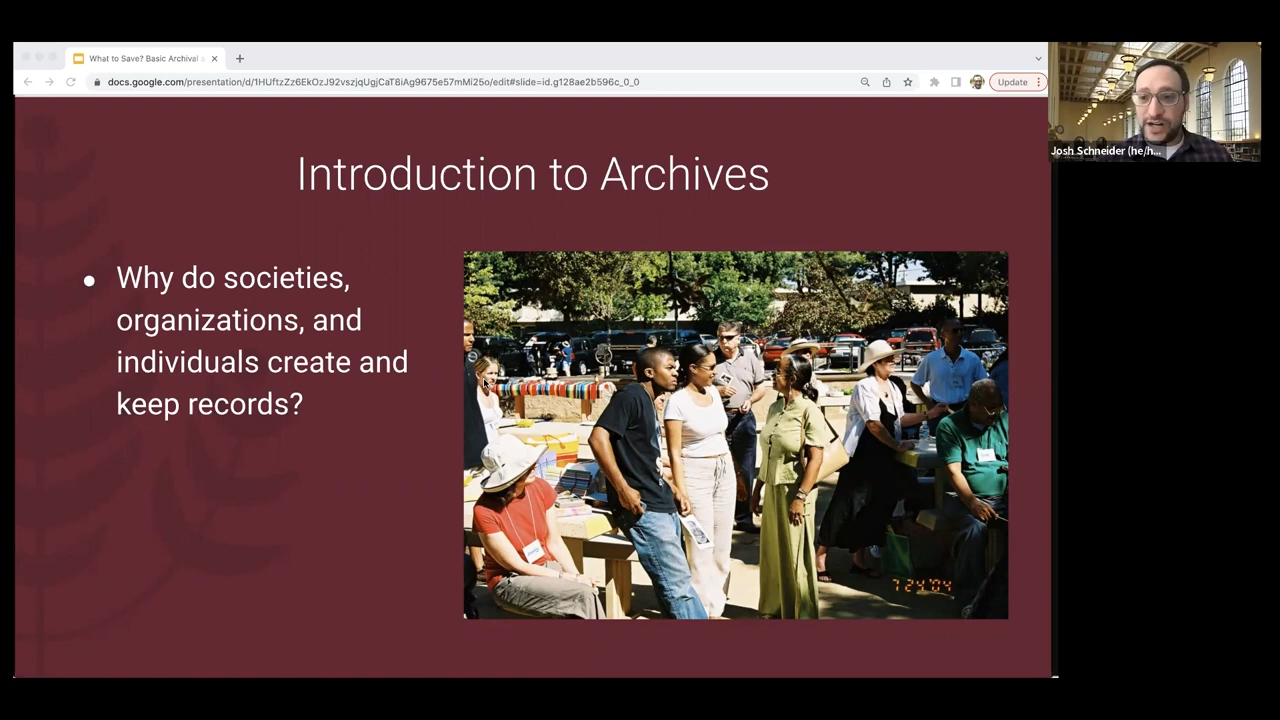 What to Save? Basic Archival
docs.google.com/presentation/d/1HUftzZz6EkOzJ92vszjqUgjCaT8iAg9675e57mMi25o/edit#slide=id.g128ae2b596c_0_0
Update
Josh Schneider (he/h...
Introduction to Archives
Why do societies,
organizations, and
individuals create and
keep records?
7 24 '04